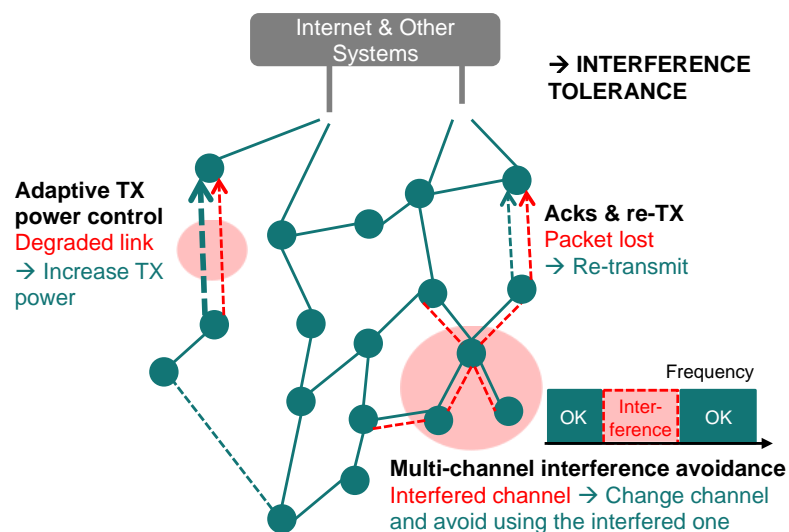 Internet & Other
Systems
→ INTERFERENCE
TOLERANCE
Adaptive TX
power control
Degraded link
→ Increase TX
power
Acks & re-TX
Packet lost
→ Re-transmit
Frequency
OK
Inter-
ference
OK
Multi-channel interference avoidance
Interfered channel → Change channel
and avoid using the interfered one